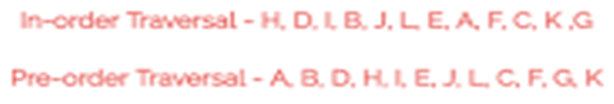 In-order Traversal - H, D, I, B, J, L, E, A, F, C, K ,G
Pre-order Traversal - A, B, D, H, I, E, J, L, C, F, G, K